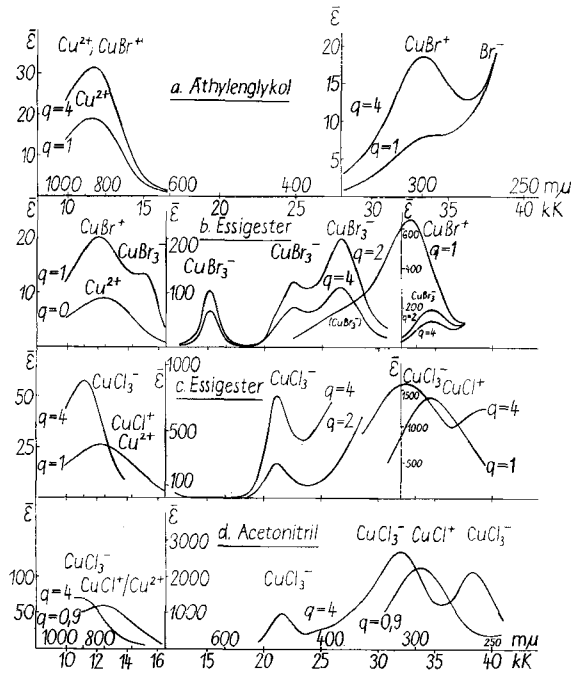 ε̄
Cu²⁺, CuBr⁺
30
20
10
q=4 Cu²⁺
q=1
a. Äthylenglykol
ε̄
20
15
10
5
CuBr⁺
Br⁻
q=4
q=1
1000 800 600 400 300 250 mµ
10 15 20 25 30 35 40 kK
ε̄
20
10
CuBr⁺
CuBr₃⁻
q=1
Cu²⁺
q=0
ε̄
200
100
b. Essigester
CuBr₃⁻
CuBr₃⁻
CuBr₃⁻
q=2
q=4
(CuBr₃⁻)
600
400
200
CuBr⁺
q=1
CuBr₃⁻
q=2
q=4
ε̄
50
25
CuCl₃⁻
q=4
CuCl⁺
Cu²⁺
q=1
ε̄
1000
500
100
c. Essigester
CuCl₃⁻
q=4
q=2
ε̄
1500
1000
500
CuCl₃⁻
CuCl⁺
q=4
q=1
ε̄
100
50
CuCl₃⁻
q=4
CuCl⁺/Cu²⁺
q=0,9
ε̄
3000
2000
1000
d. Acetonitril
CuCl₃⁻
q=4
CuCl₃⁻ CuCl⁺ CuCl₃⁻
q=0,9
1000 800 600 400 300 250 mµ
10 12 14 16 15 20 25 30 35 40 kK